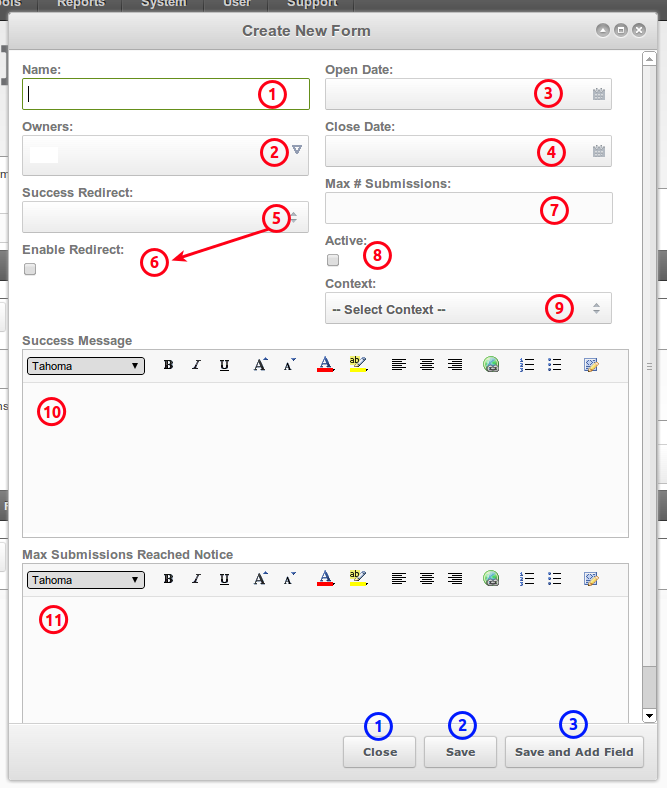 ools Reports System User Support
Create New Form
Name:
1
Open Date:
3
Owners:
2
Close Date:
4
Success Redirect:
5
Max # Submissions:
7
Enable Redirect:
6
Active:
8
Context:
-- Select Context --
9
Success Message
Tahoma B I U A A A ab
10
Max Submissions Reached Notice
Tahoma B I U A A A ab
11
1 2 3
Close Save Save and Add Field